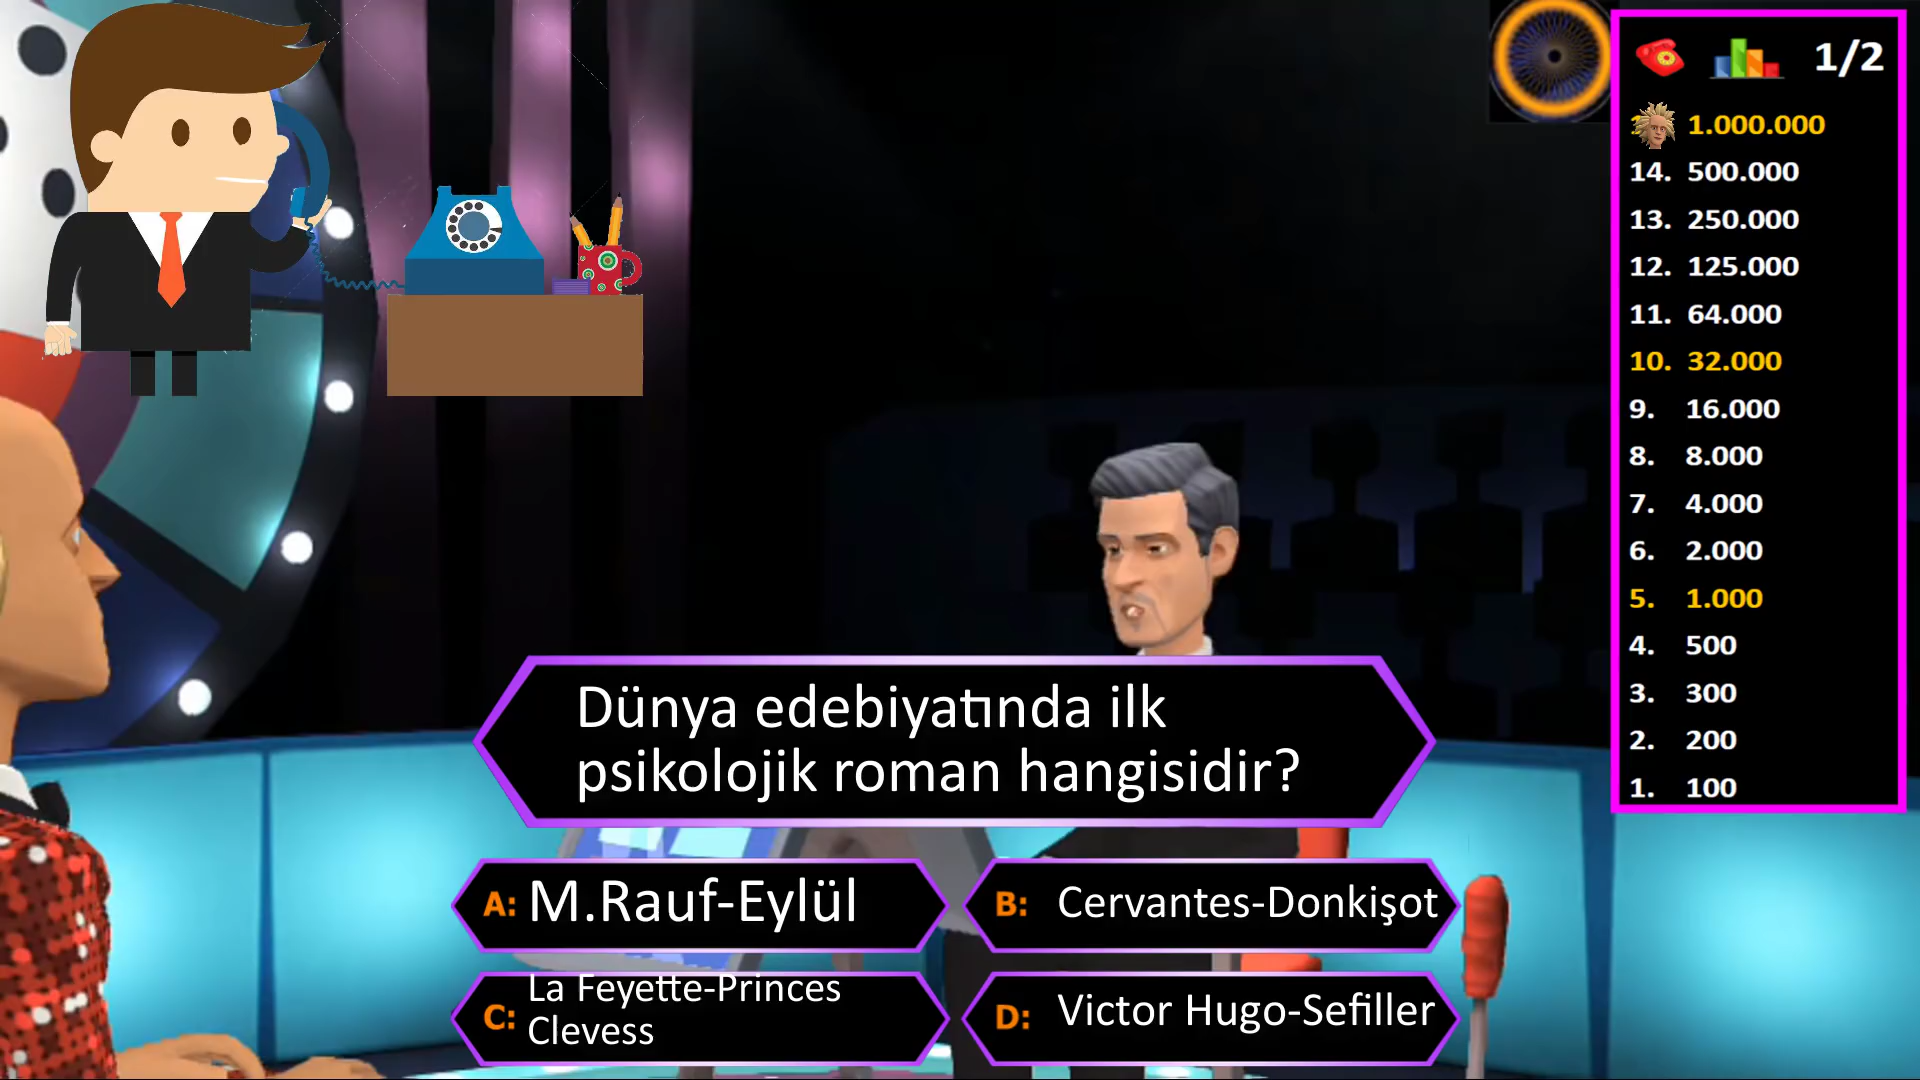 1/2
1.000.000
14. 500.000
13. 250.000
12. 125.000
11. 64.000
10. 32.000
9. 16.000
8. 8.000
7. 4.000
6. 2.000
5. 1.000
4. 500
3. 300
2. 200
1. 100
Dünya edebiyatında ilk
psikolojik roman hangisidir?
A: M.Rauf-Eylül
B: Cervantes-Donkişot
C: La Feyette-Princes
Clevess
D: Victor Hugo-Sefiller